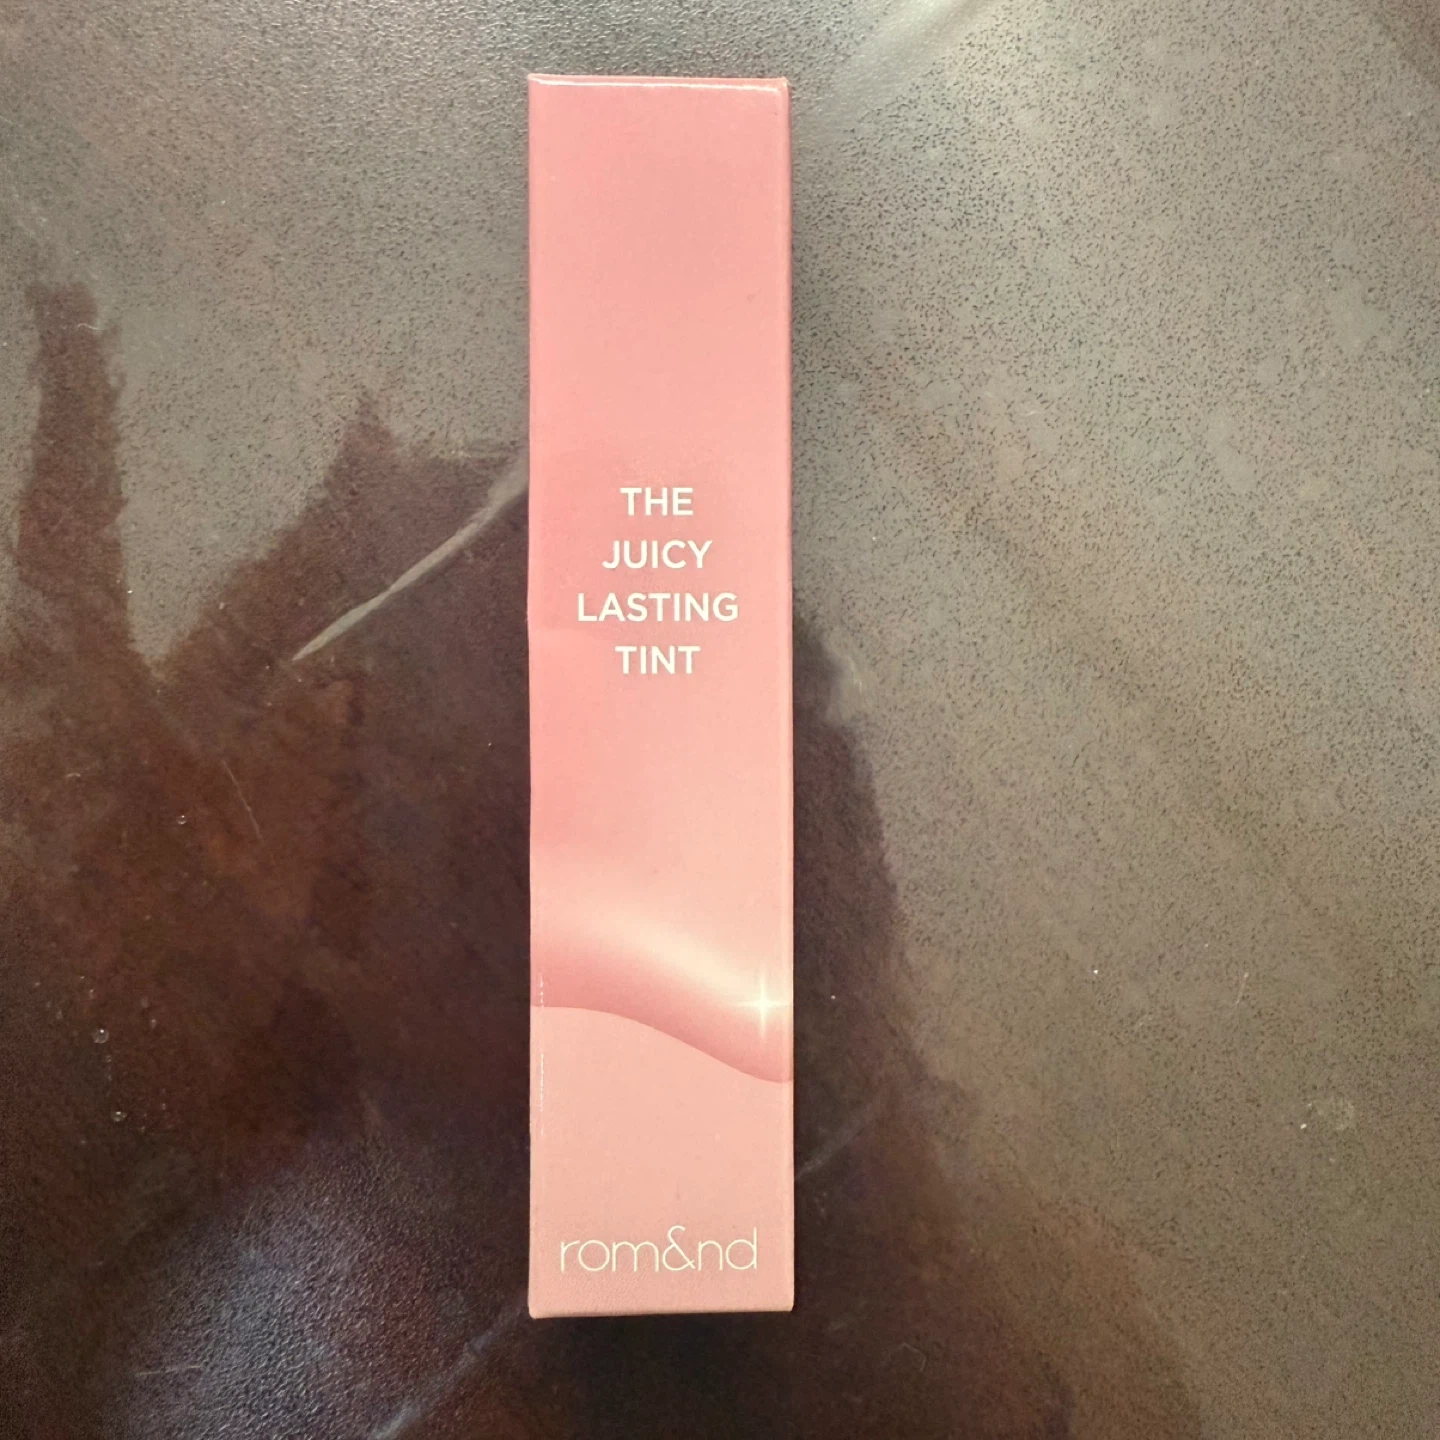 THE
JUICY
LASTING
TINT
rom&nd